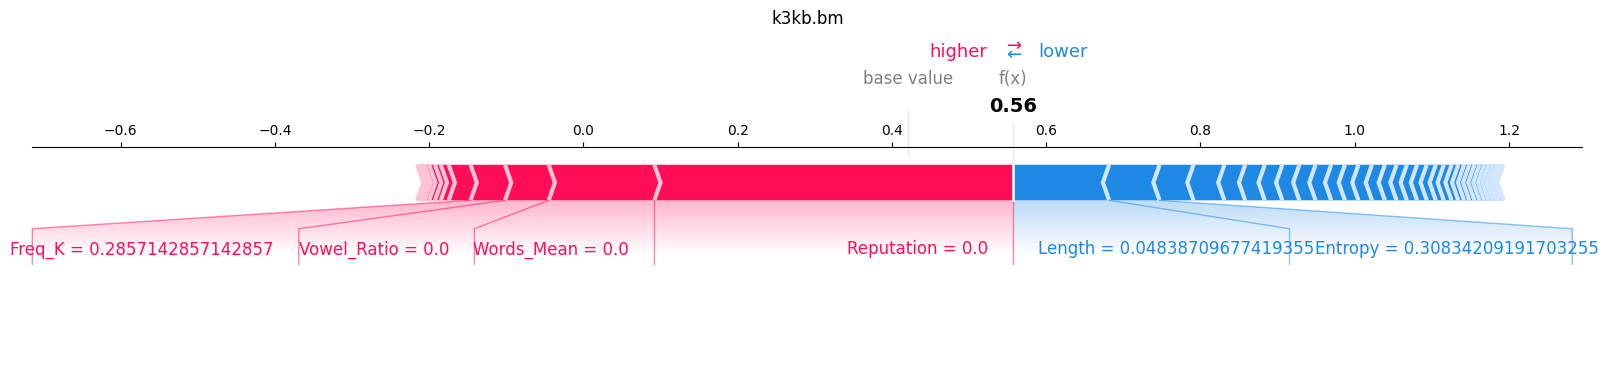 k3kb.bm
higher → ← lower
base value f(x)
0.56
−0.6 −0.4 −0.2 0.0 0.2 0.4 0.6 0.8 1.0 1.2
Freq_K = 0.2857142857142857 Vowel_Ratio = 0.0 Words_Mean = 0.0 Reputation = 0.0 Length = 0.04838709677419355 Entropy = 0.30834209191703255